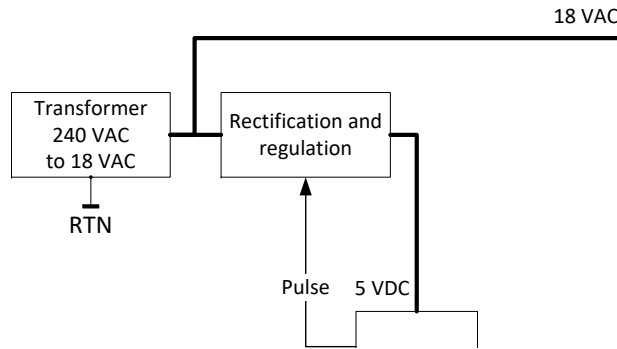 18 VAC
Transformer
240 VAC
to 18 VAC
Rectification and
regulation
RTN
Pulse
5 VDC